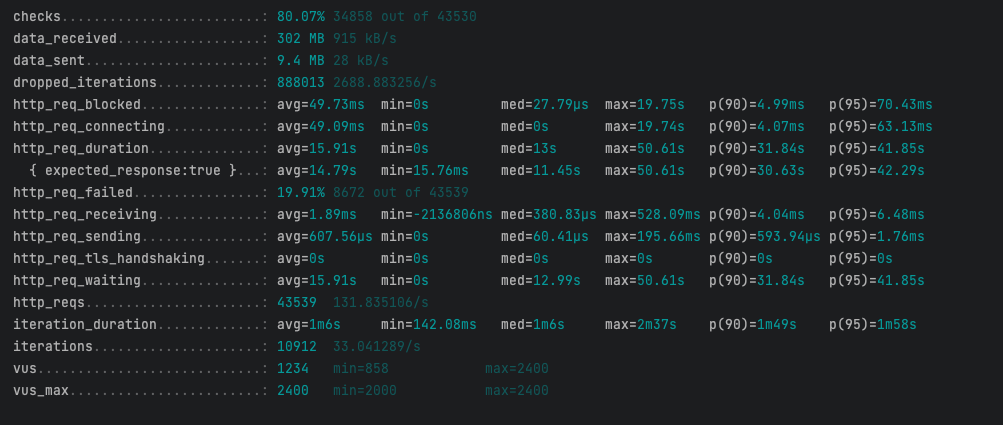 checks.........................: 80.07% 34858 out of 43530
data_received..................: 302 MB 915 kB/s
data_sent......................: 9.4 MB 28 kB/s
dropped_iterations.............: 888013 2688.883256/s
http_req_blocked...............: avg=49.73ms  min=0s         med=27.79µs  max=19.75s   p(90)=4.99ms   p(95)=70.43ms
http_req_connecting............: avg=49.09ms  min=0s         med=0s       max=19.74s   p(90)=4.07ms   p(95)=63.13ms
http_req_duration..............: avg=15.91s   min=0s         med=13s      max=50.61s   p(90)=31.84s   p(95)=41.85s
  { expected_response:true }...: avg=14.79s   min=15.76ms    med=11.45s   max=50.61s   p(90)=30.63s   p(95)=42.29s
http_req_failed................: 19.91% 8672 out of 43539
http_req_receiving.............: avg=1.89ms   min=-2136806ns med=380.83µs max=528.09ms p(90)=4.04ms   p(95)=6.48ms
http_req_sending...............: avg=607.56µs min=0s         med=60.41µs  max=195.66ms p(90)=593.94µs p(95)=1.76ms
http_req_tls_handshaking.......: avg=0s       min=0s         med=0s       max=0s       p(90)=0s       p(95)=0s
http_req_waiting...............: avg=15.91s   min=0s         med=12.99s   max=50.61s   p(90)=31.84s   p(95)=41.85s
http_reqs......................: 43539  131.835106/s
iteration_duration.............: avg=1m6s     min=142.08ms   med=1m6s     max=2m37s    p(90)=1m49s    p(95)=1m58s
iterations.....................: 10912  33.041289/s
vus............................: 1234   min=858            max=2400
vus_max........................: 2400   min=2000           max=2400